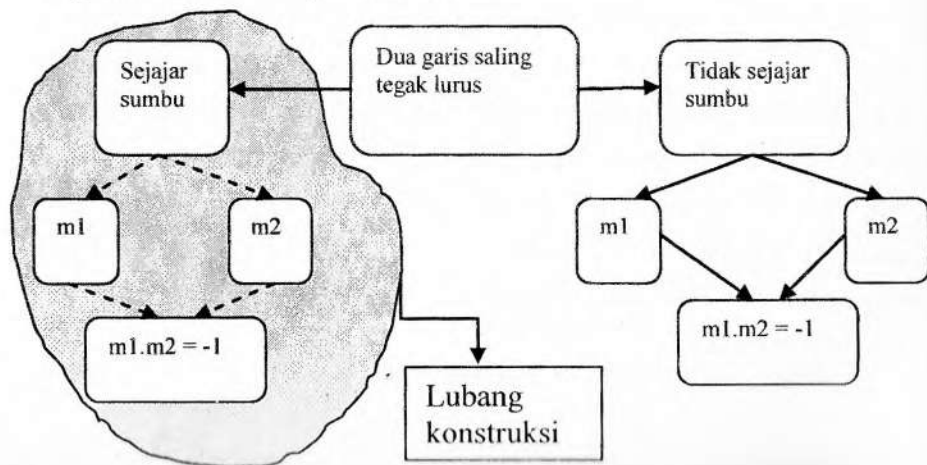 Sejajar
sumbu
Dua garis saling
tegak lurus
Tidak sejajar
sumbu
m1
m2
m1
m2
m1.m2 = -1
m1.m2 = -1
Lubang
konstruksi